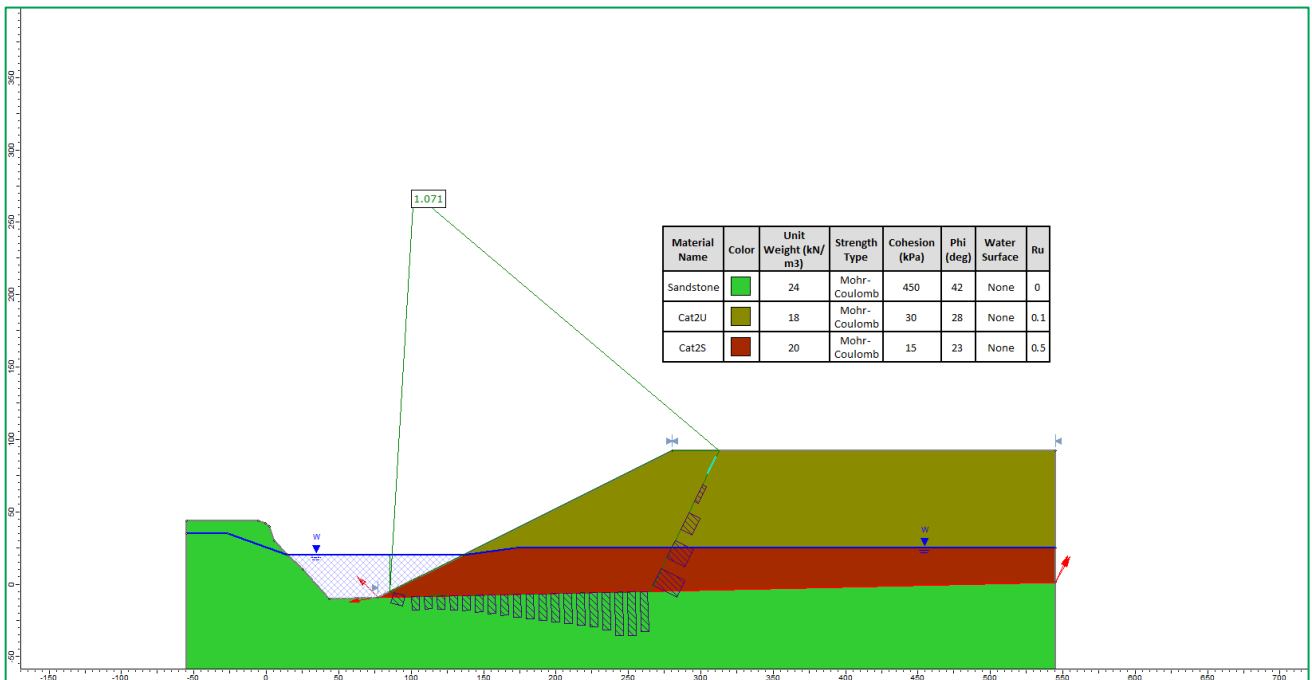 350
300
250
200
150
100
50
0
-50
1.071
Material Name Color Unit Weight (kN/m3) Strength Type Cohesion (kPa) Phi (deg) Water Surface Ru
Sandstone 24 Mohr-Coulomb 450 42 None 0
Cat2U 18 Mohr-Coulomb 30 28 None 0.1
Cat2S 20 Mohr-Coulomb 15 23 None 0.5
W
W
-150 -100 -50 0 50 100 150 200 250 300 350 400 450 500 550 600 650 700